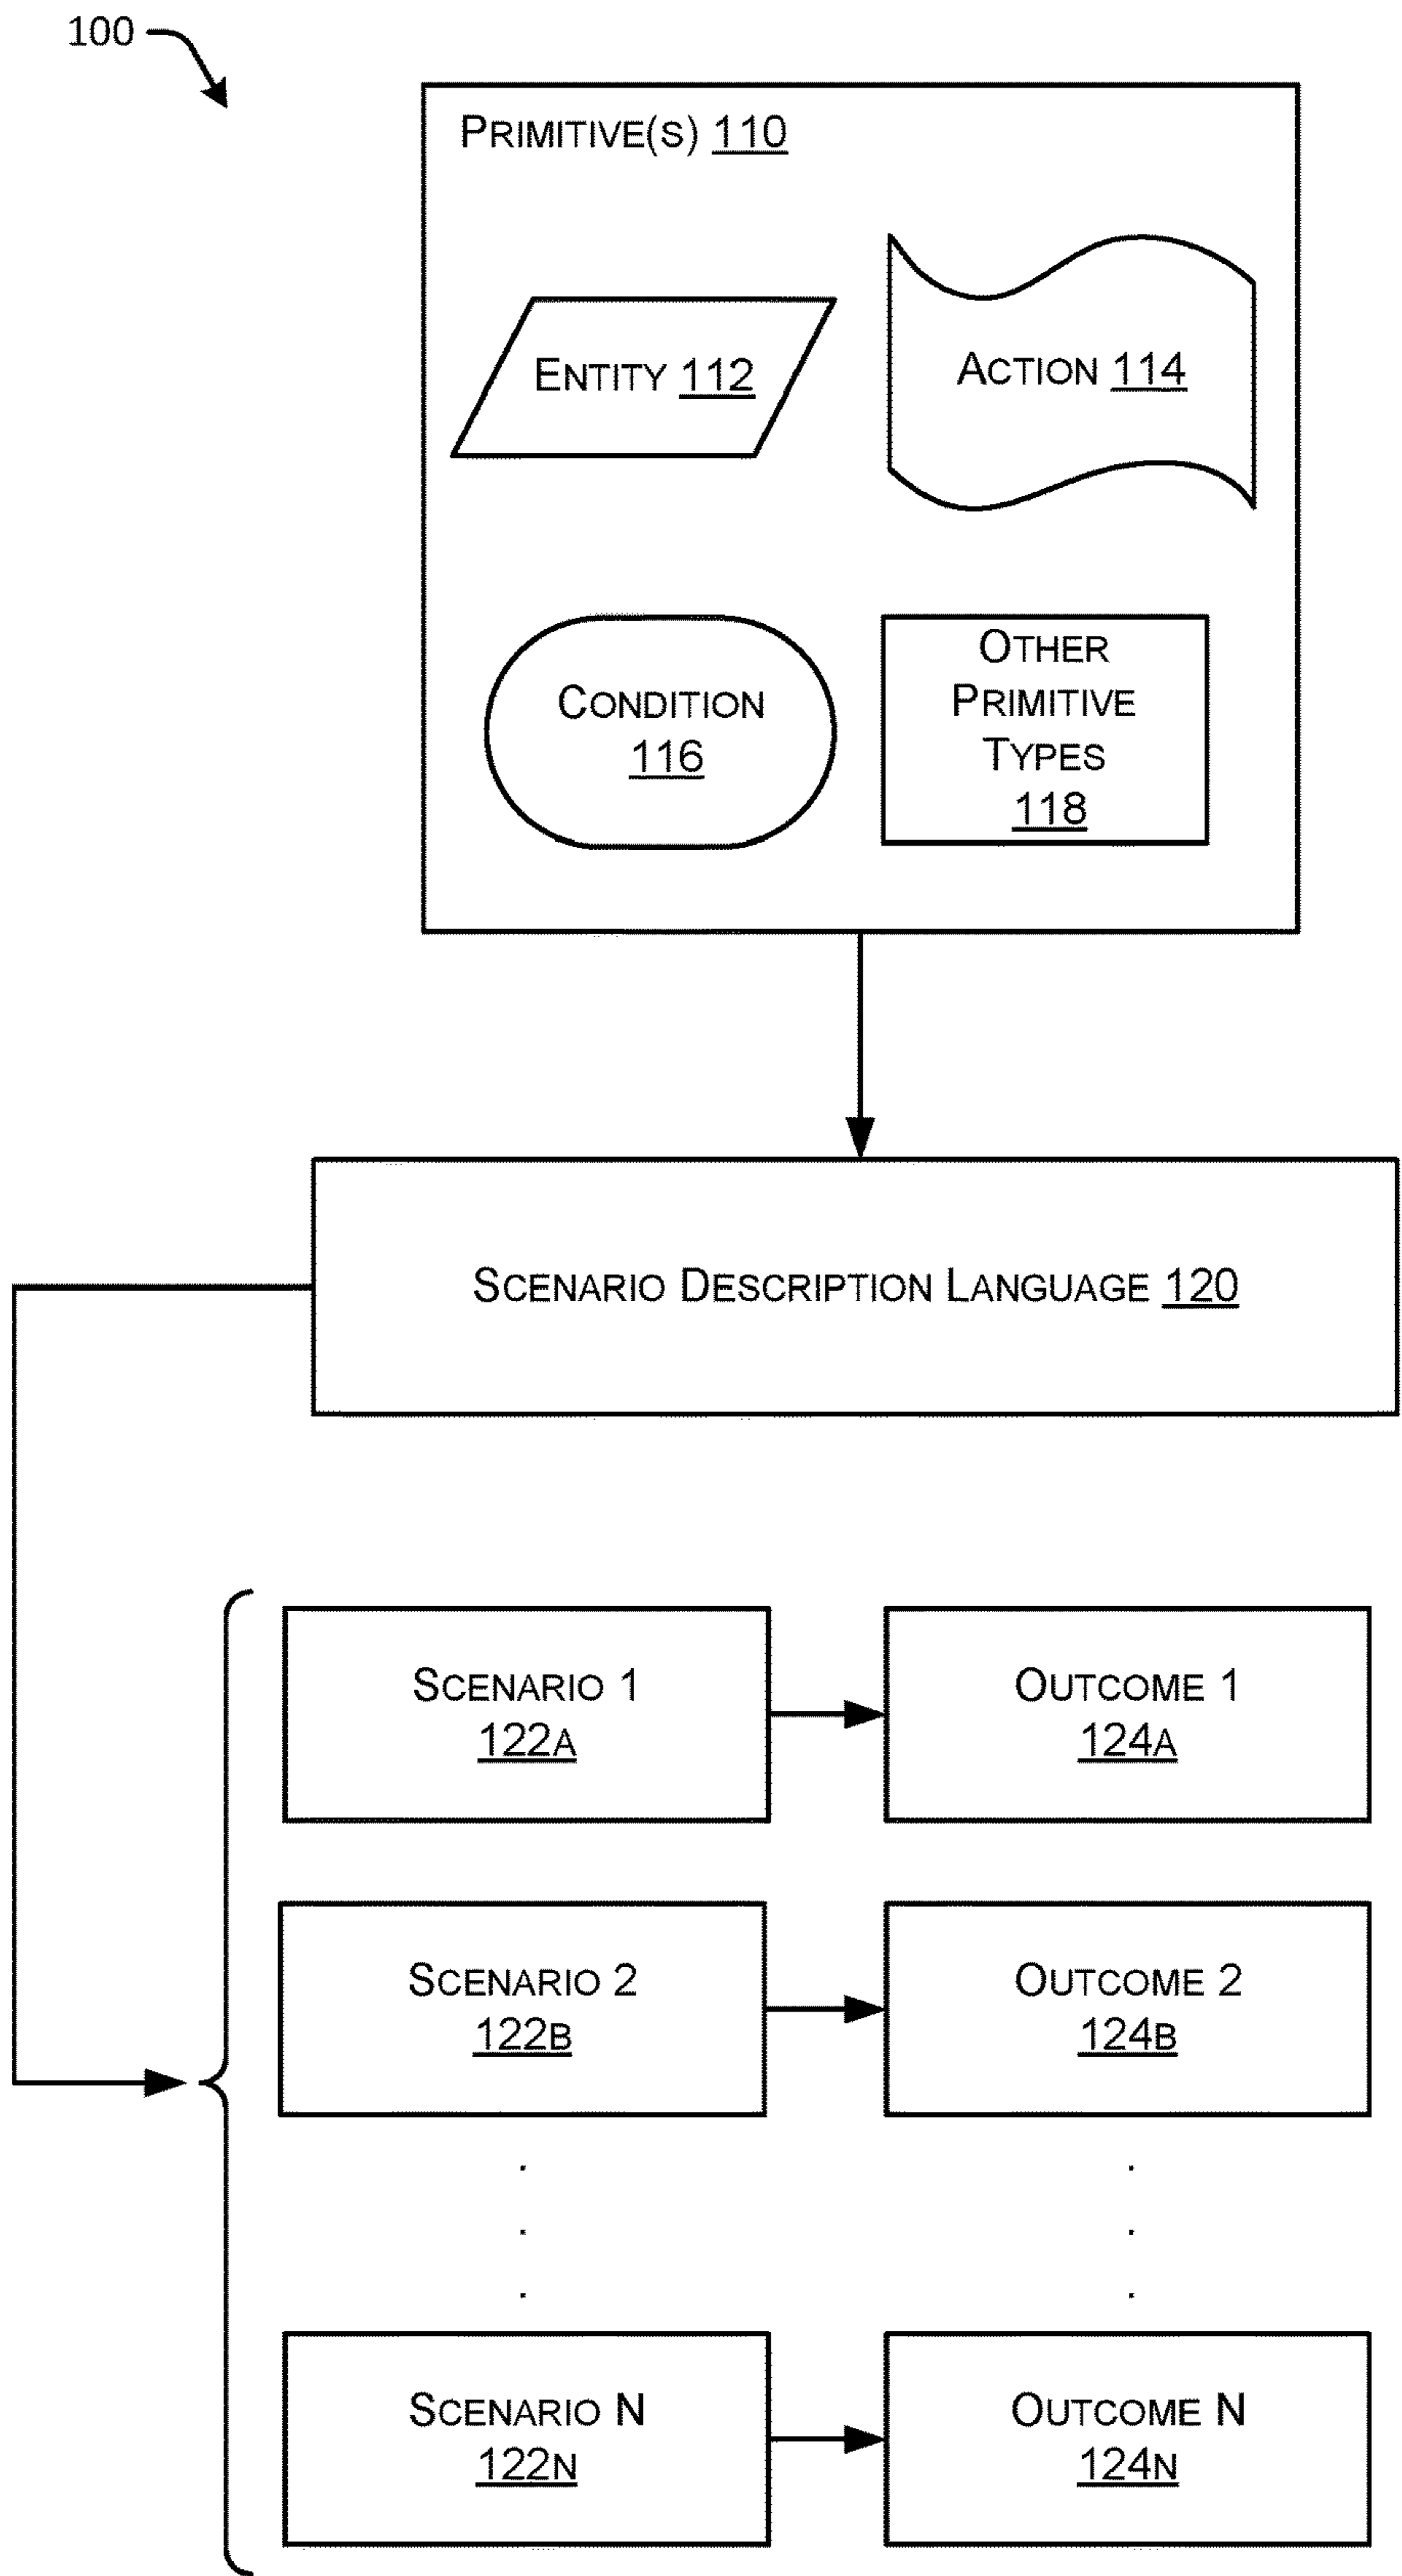 100
PRIMITIVE(S) 110
ENTITY 112
ACTION 114
CONDITION
116
OTHER
PRIMITIVE
TYPES
118
SCENARIO DESCRIPTION LANGUAGE 120
SCENARIO 1
122A
OUTCOME 1
124A
SCENARIO 2
122B
OUTCOME 2
124B
SCENARIO N
122N
OUTCOME N
124N